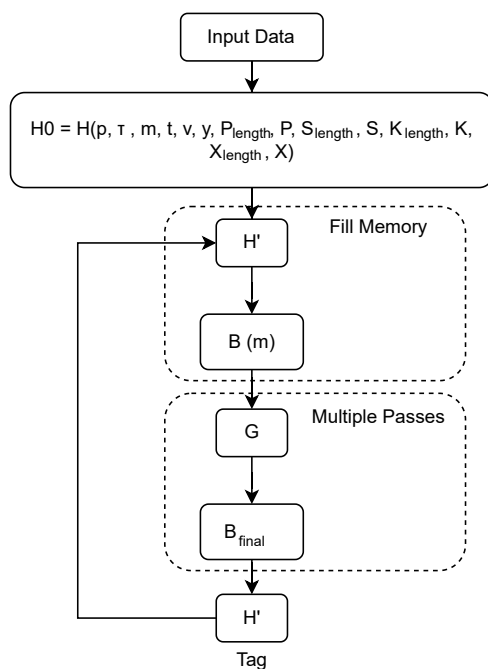 Input Data
H0 = H(p, τ , m, t, v, y, Plength, P, Slength, S, Klength, K,
Xlength, X)
Fill Memory
H'
B (m)
Multiple Passes
G
Bfinal
H'
Tag